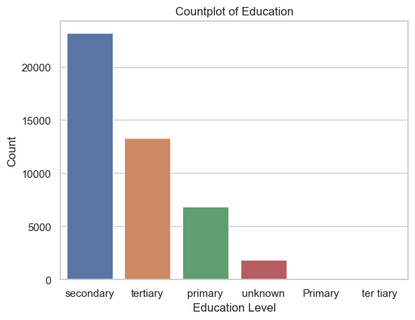 Countplot of Education
20000
15000
10000
5000
0
Count
secondary tertiary primary unknown Primary ter tiary
Education Level